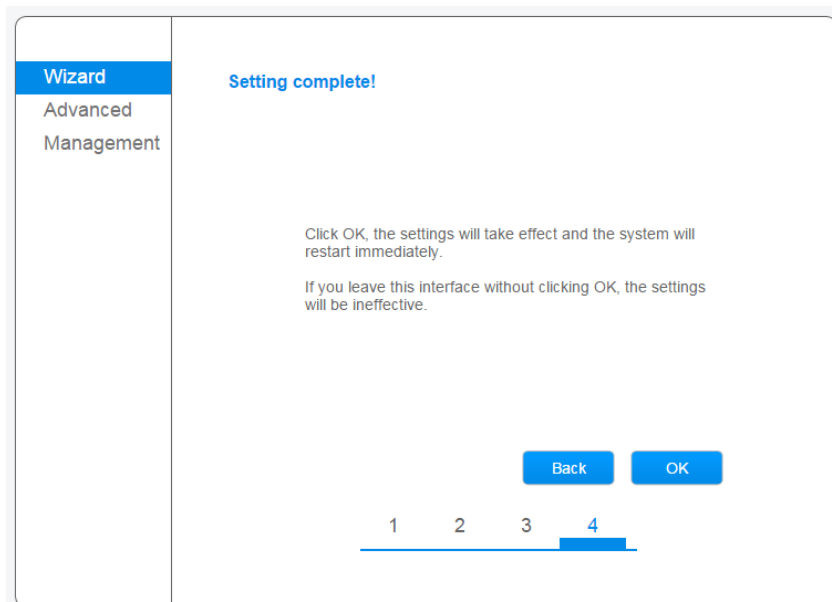 Wizard
Advanced
Management
Setting complete!
Click OK, the settings will take effect and the system will
restart immediately.
If you leave this interface without clicking OK, the settings
will be ineffective.
Back OK
1 2 3 4